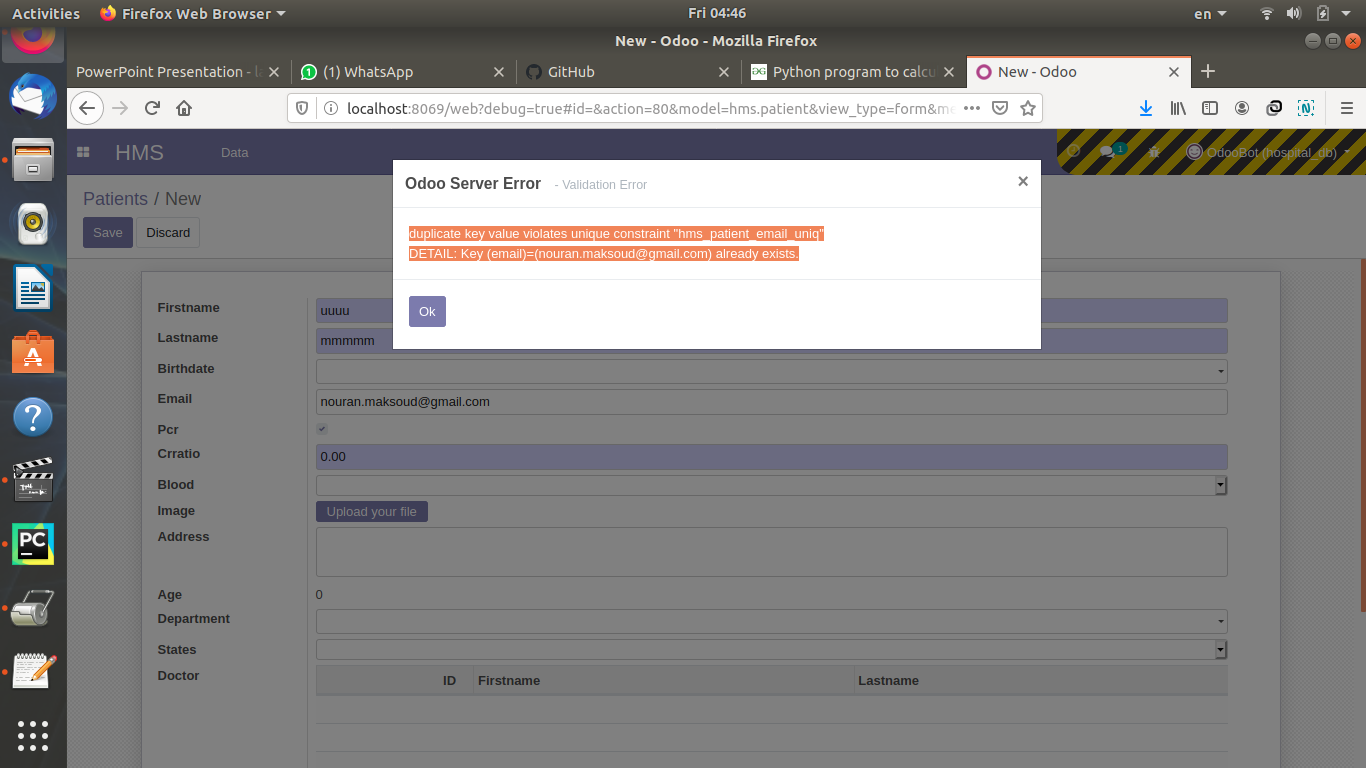 Activities Firefox Web Browser Fri 04:46 en
New - Odoo - Mozilla Firefox
PowerPoint Presentation - (1) WhatsApp GitHub Python program to calcu New - Odoo
localhost:8069/web?debug=true#id=&action=80&model=hms.patient&view_type=form&me
HMS Data 1 OdooBot (hospital_db)
Odoo Server Error - Validation Error ×
Patients / New
Save Discard
duplicate key value violates unique constraint "hms_patient_email_uniq"
DETAIL: Key (email)=(nouran.maksoud@gmail.com) already exists.
Ok
Firstname uuuu
Lastname mmmmm
Birthdate
Email nouran.maksoud@gmail.com
Pcr
Crratio 0.00
Blood
Image Upload your file
Address
Age 0
Department
States
Doctor
ID Firstname Lastname
PC